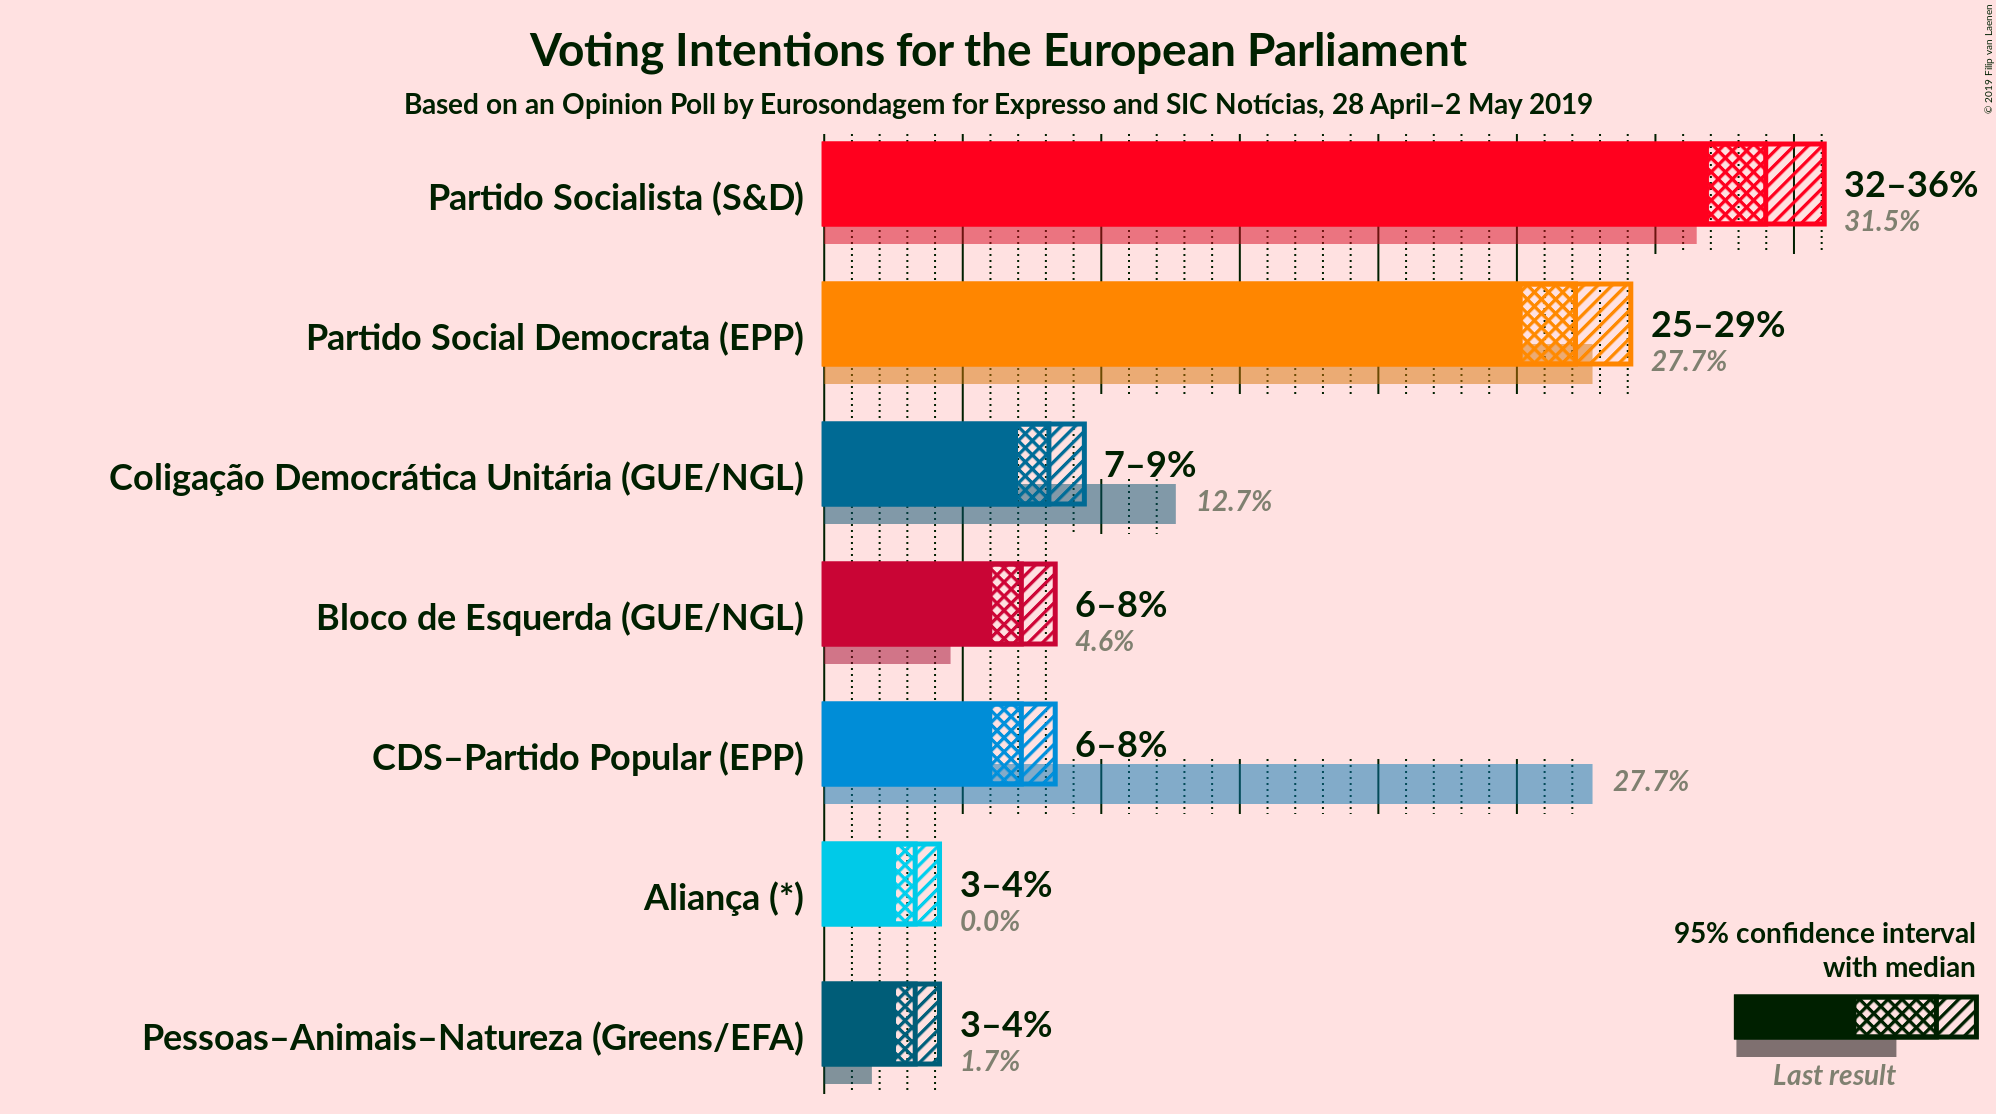 Voting Intentions for the European Parliament
Based on an Opinion Poll by Eurosondagem for Expresso and SIC Notícias, 28 April–2 May 2019
© 2019 Filip van Laenen
Partido Socialista (S&D)
32–36%
31.5%
Partido Social Democrata (EPP)
25–29%
27.7%
Coligação Democrática Unitária (GUE/NGL)
7–9%
12.7%
Bloco de Esquerda (GUE/NGL)
6–8%
4.6%
CDS–Partido Popular (EPP)
6–8%
27.7%
Aliança (*)
3–4%
0.0%
Pessoas–Animais–Natureza (Greens/EFA)
3–4%
1.7%
95% confidence interval
with median
Last result